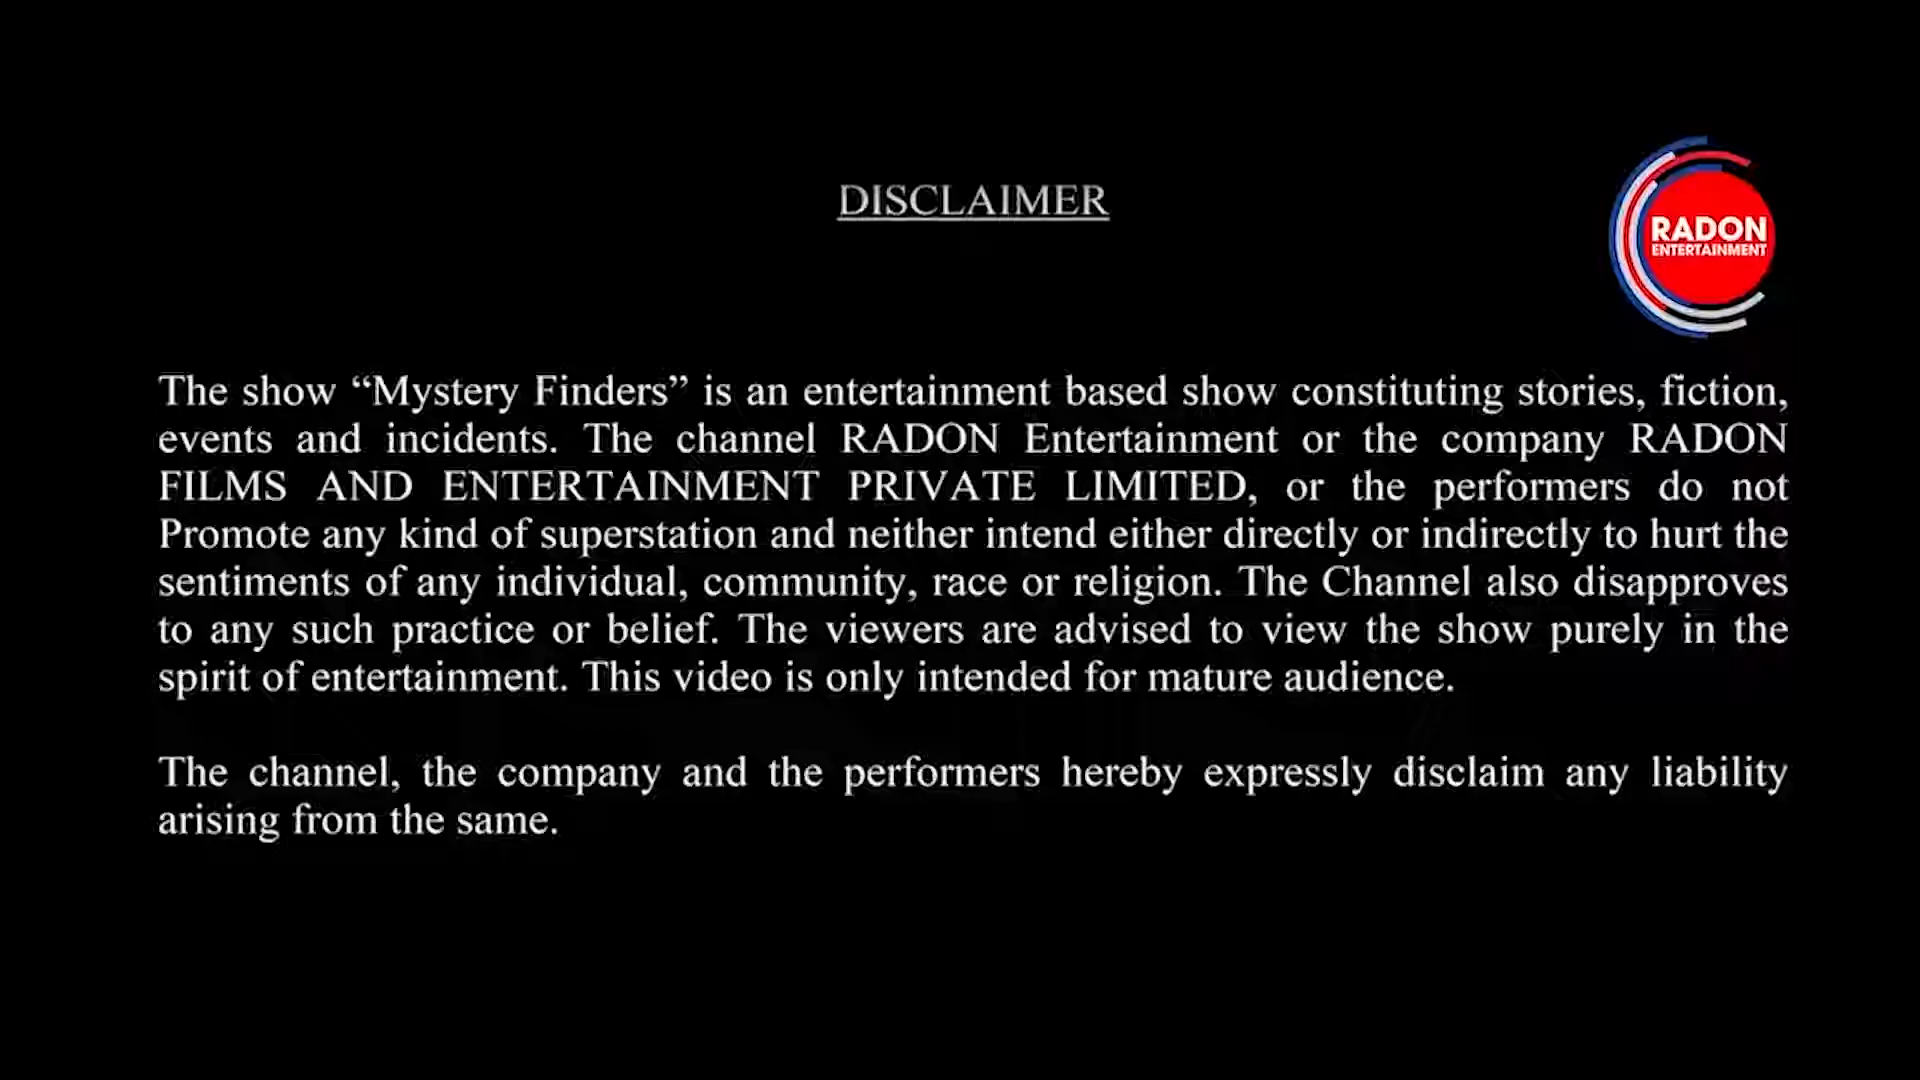 DISCLAIMER
RADON
ENTERTAINMENT
The show “Mystery Finders” is an entertainment based show constituting stories, fiction,
events and incidents. The channel RADON Entertainment or the company RADON
FILMS AND ENTERTAINMENT PRIVATE LIMITED, or the performers do not
Promote any kind of superstation and neither intend either directly or indirectly to hurt the
sentiments of any individual, community, race or religion. The Channel also disapproves
to any such practice or belief. The viewers are advised to view the show purely in the
spirit of entertainment. This video is only intended for mature audience.
The channel, the company and the performers hereby expressly disclaim any liability
arising from the same.